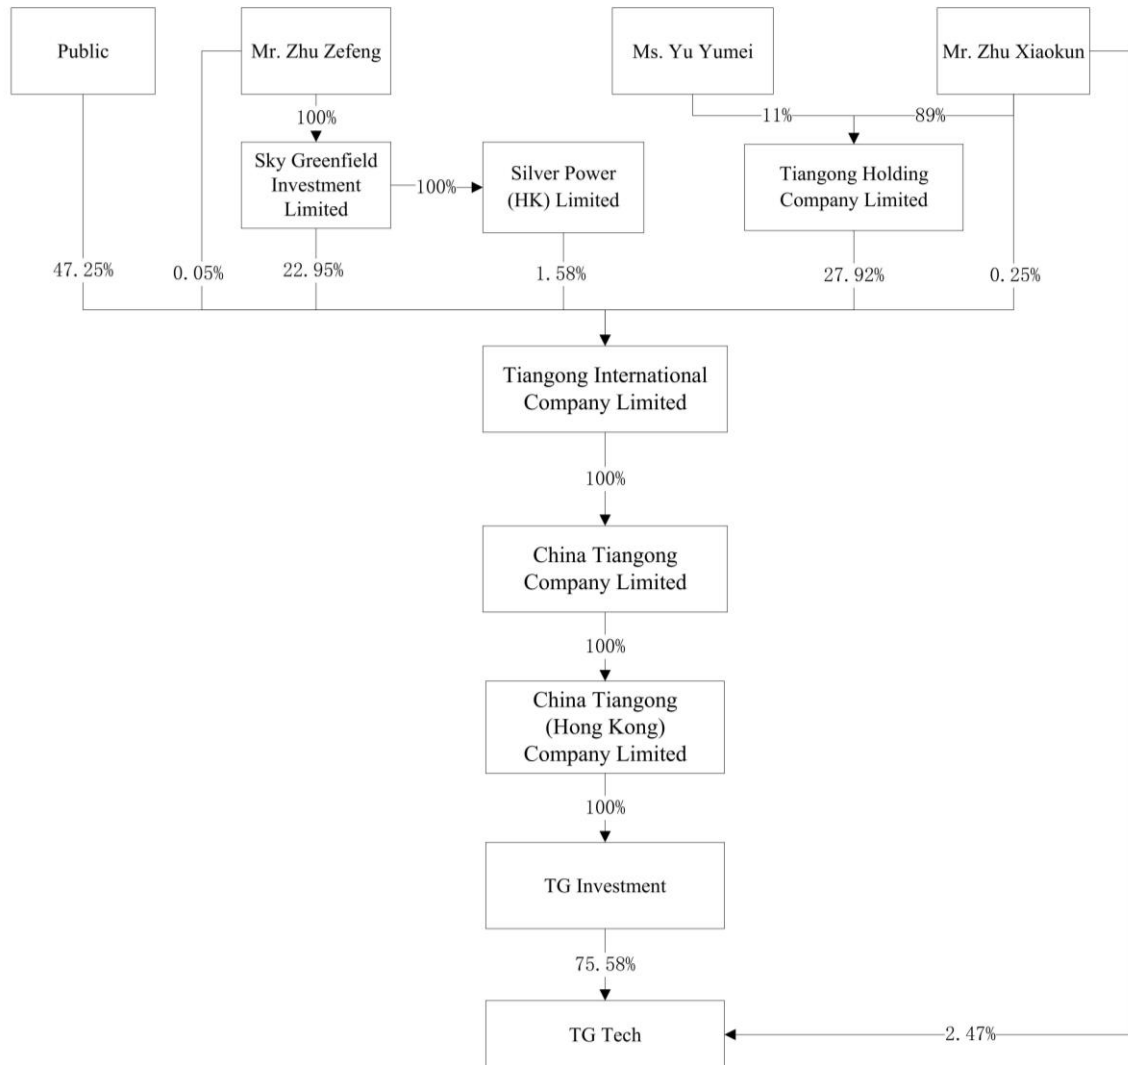 Public
Mr. Zhu Zefeng
Ms. Yu Yumei
Mr. Zhu Xiaokun
100%
11%
89%
Sky Greenfield
Investment
Limited
100%
Silver Power
(HK) Limited
Tiangong Holding
Company Limited
47.25%
0.05%
22.95%
1.58%
27.92%
0.25%
Tiangong International
Company Limited
100%
China Tiangong
Company Limited
100%
China Tiangong
(Hong Kong)
Company Limited
100%
TG Investment
75.58%
TG Tech
2.47%